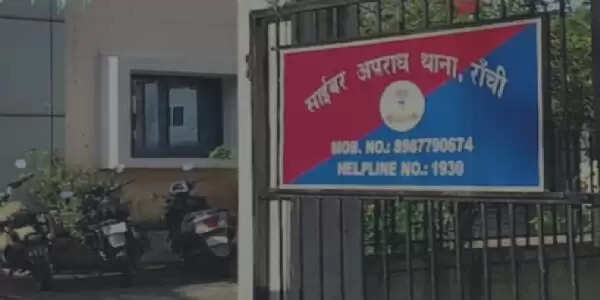 साईबर अपराध थाना, राँची
MOB. NO.: 8987790674
HELPLINE NO.: 1930